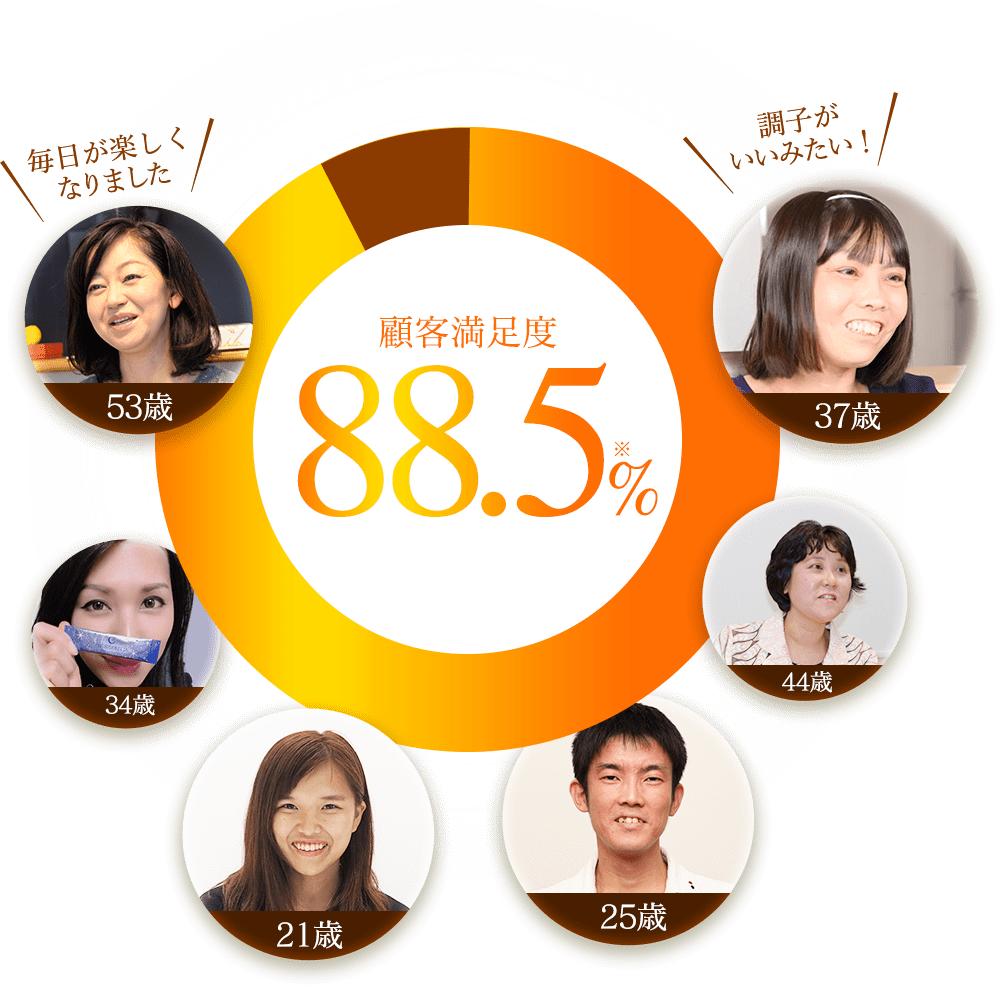 毎日が楽しく
なりました
調子が
いいみたい！
顧客満足度
88.5%
※
53歳
37歳
34歳
44歳
21歳
25歳